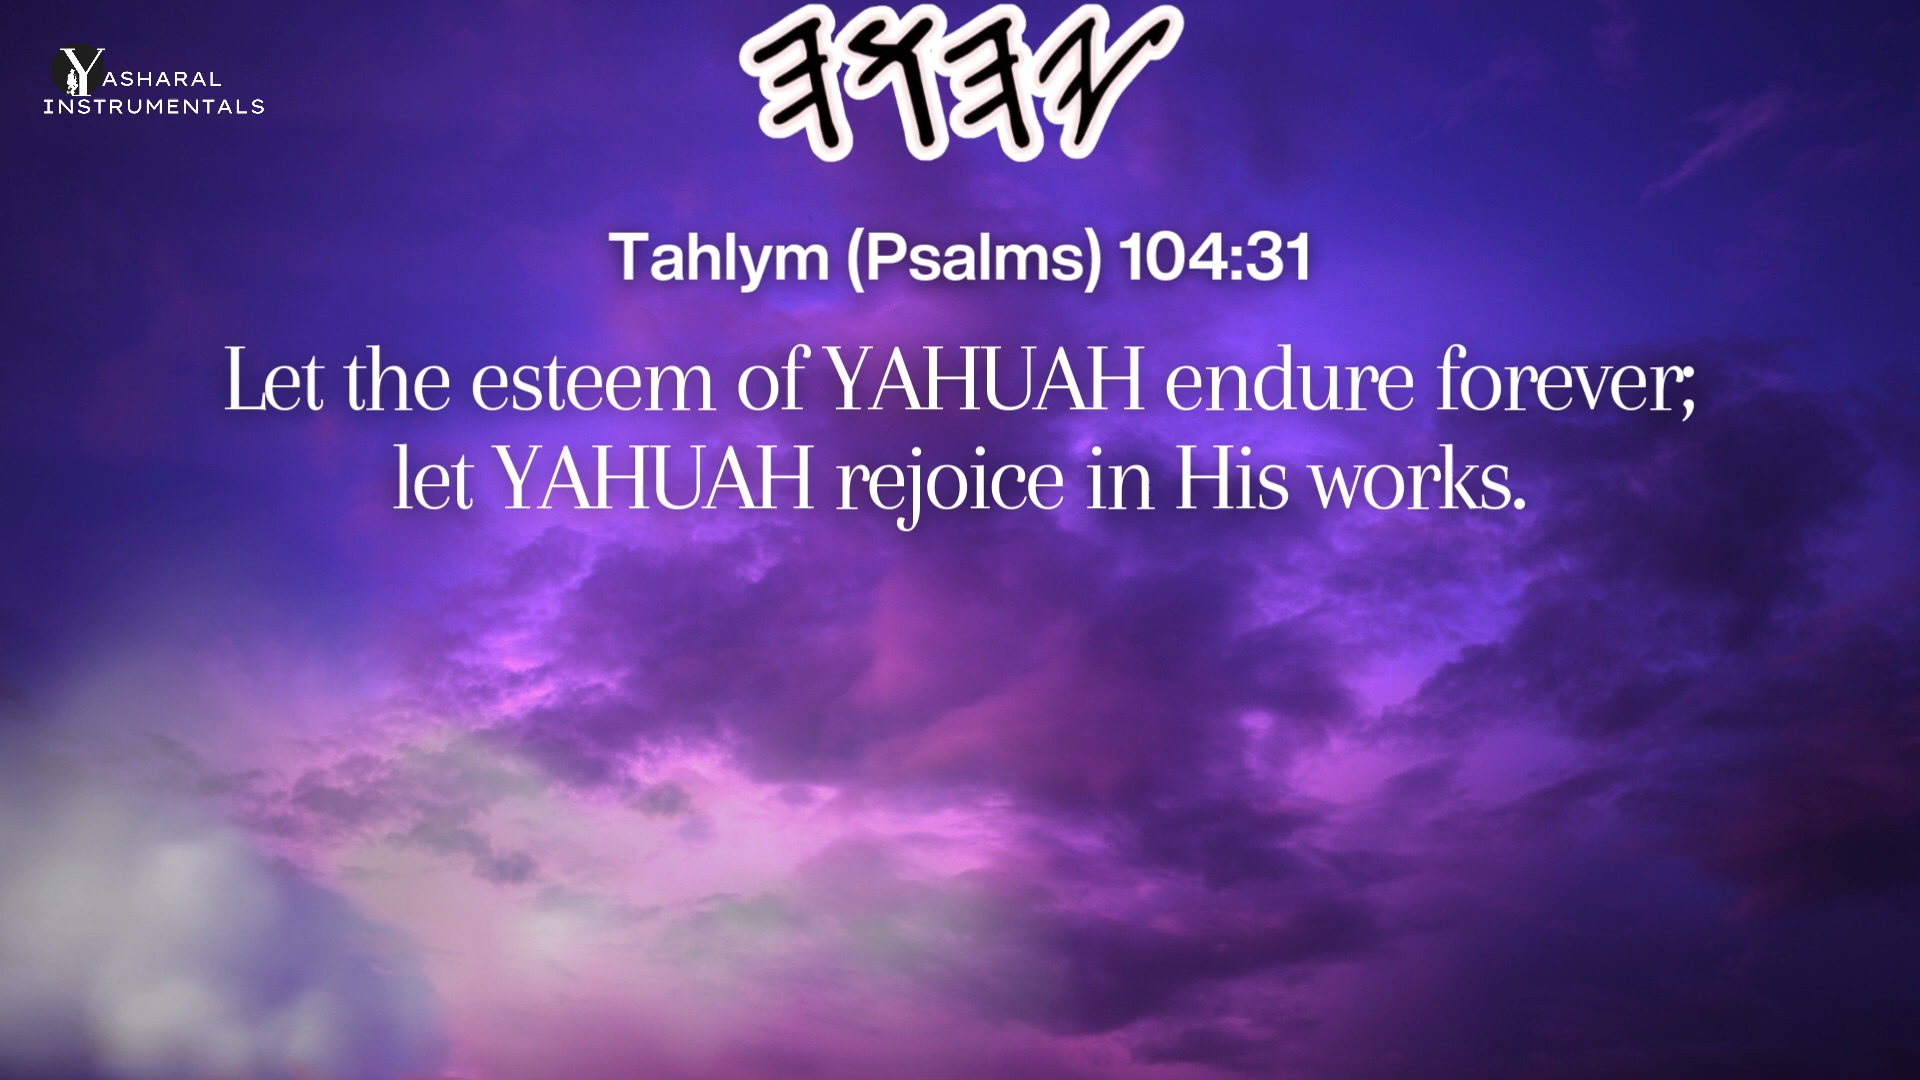 𐤉𐤄𐤅𐤄
YASHARAL
INSTRUMENTALS
Tahlym (Psalms) 104:31
Let the esteem of YAHUAH endure forever;
let YAHUAH rejoice in His works.